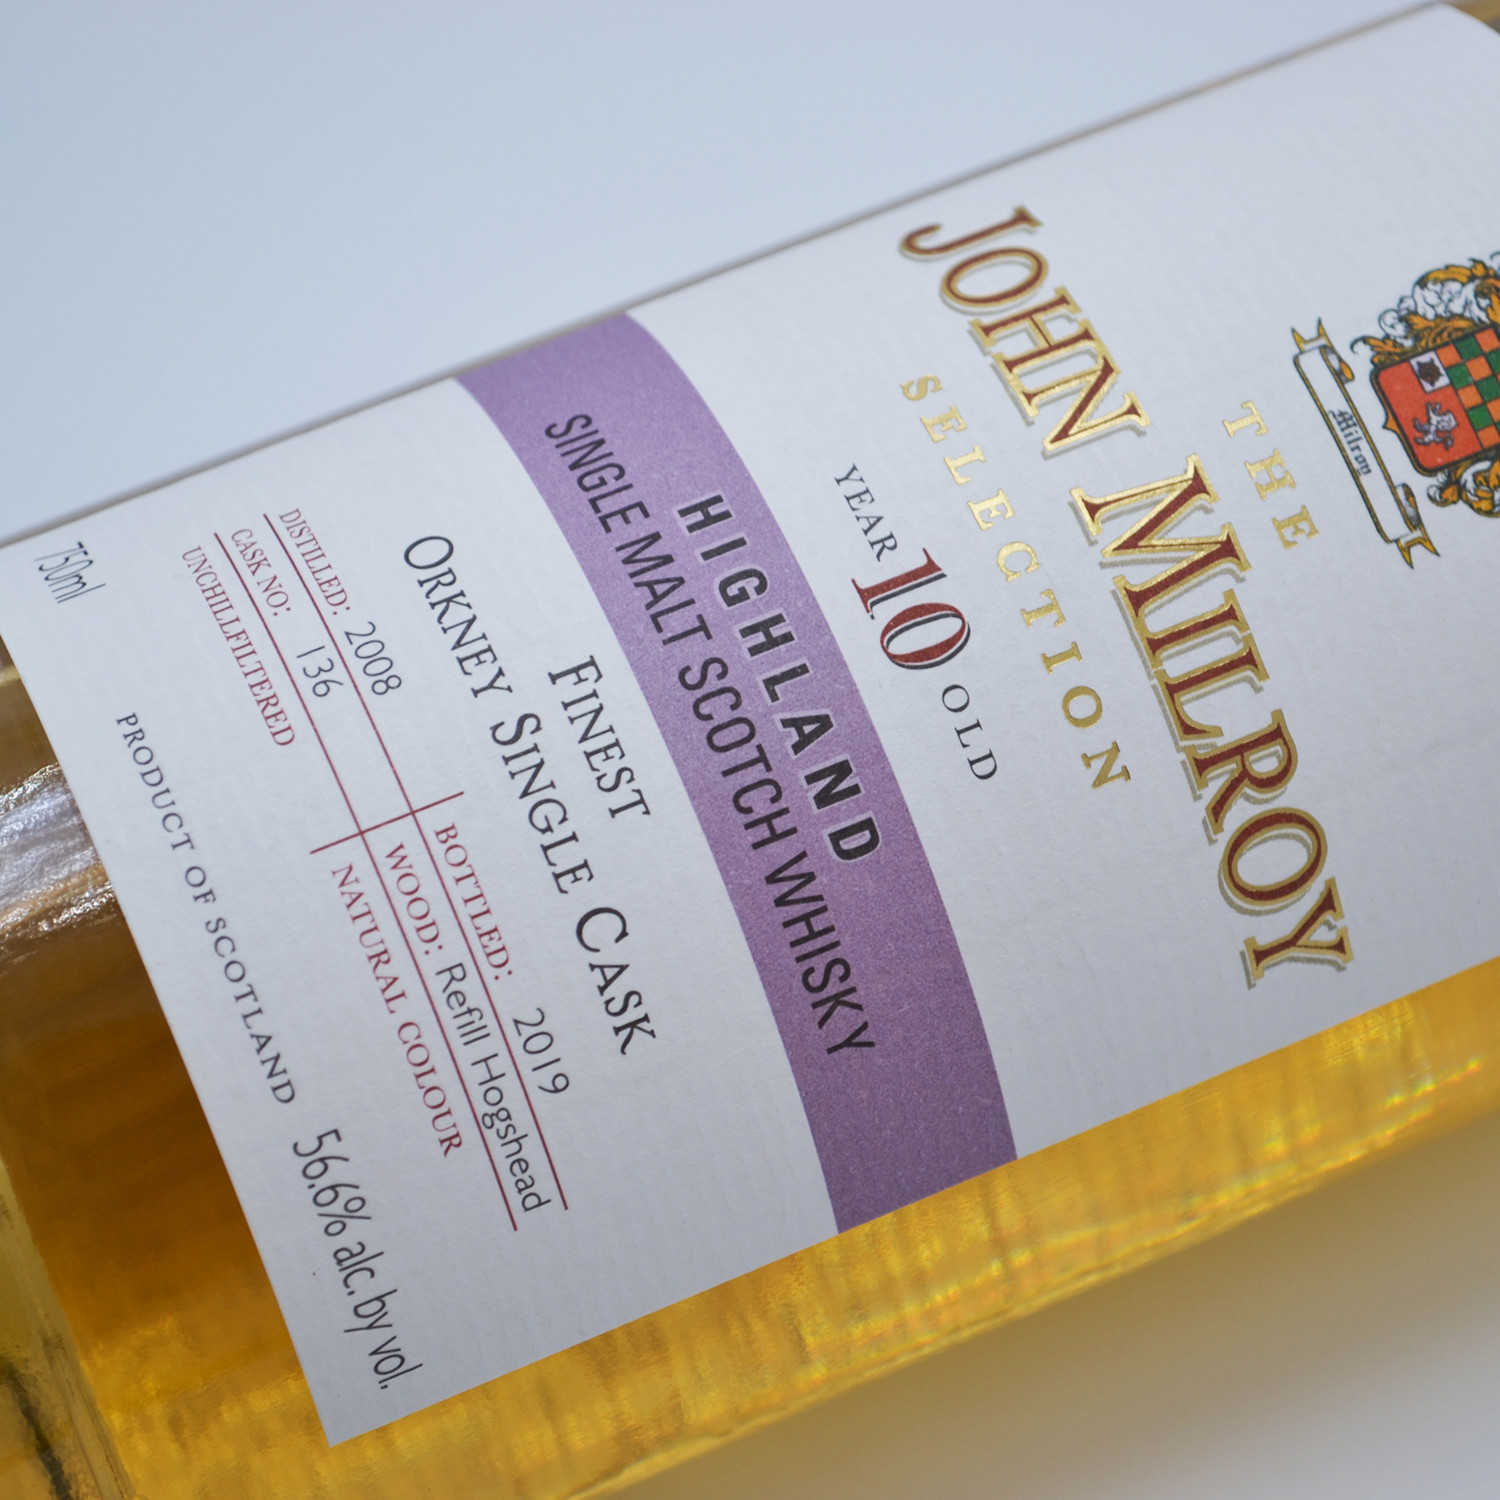 Milroy
THE
JOHN MILROY
SELECTION
YEAR 10 OLD
HIGHLAND
SINGLE MALT SCOTCH WHISKY
FINEST
ORKNEY SINGLE CASK
DISTILLED: 2008 BOTTLED: 2019
CASK NO: 136 WOOD: Refill Hogshead
UNCHILLFILTERED NATURAL COLOUR
PRODUCT OF SCOTLAND
750ml 56.6% alc. by vol.